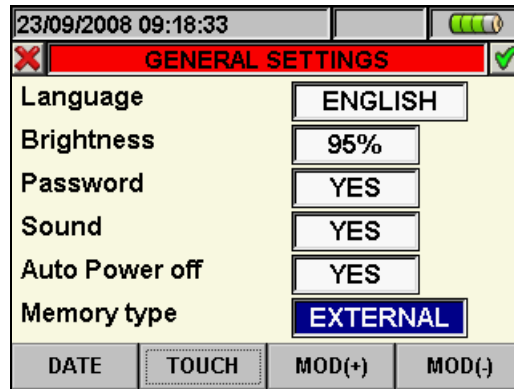 23/09/2008 09:18:33
GENERAL SETTINGS
Language ENGLISH
Brightness 95%
Password YES
Sound YES
Auto Power off YES
Memory type EXTERNAL
DATE TOUCH MOD(+) MOD(-)